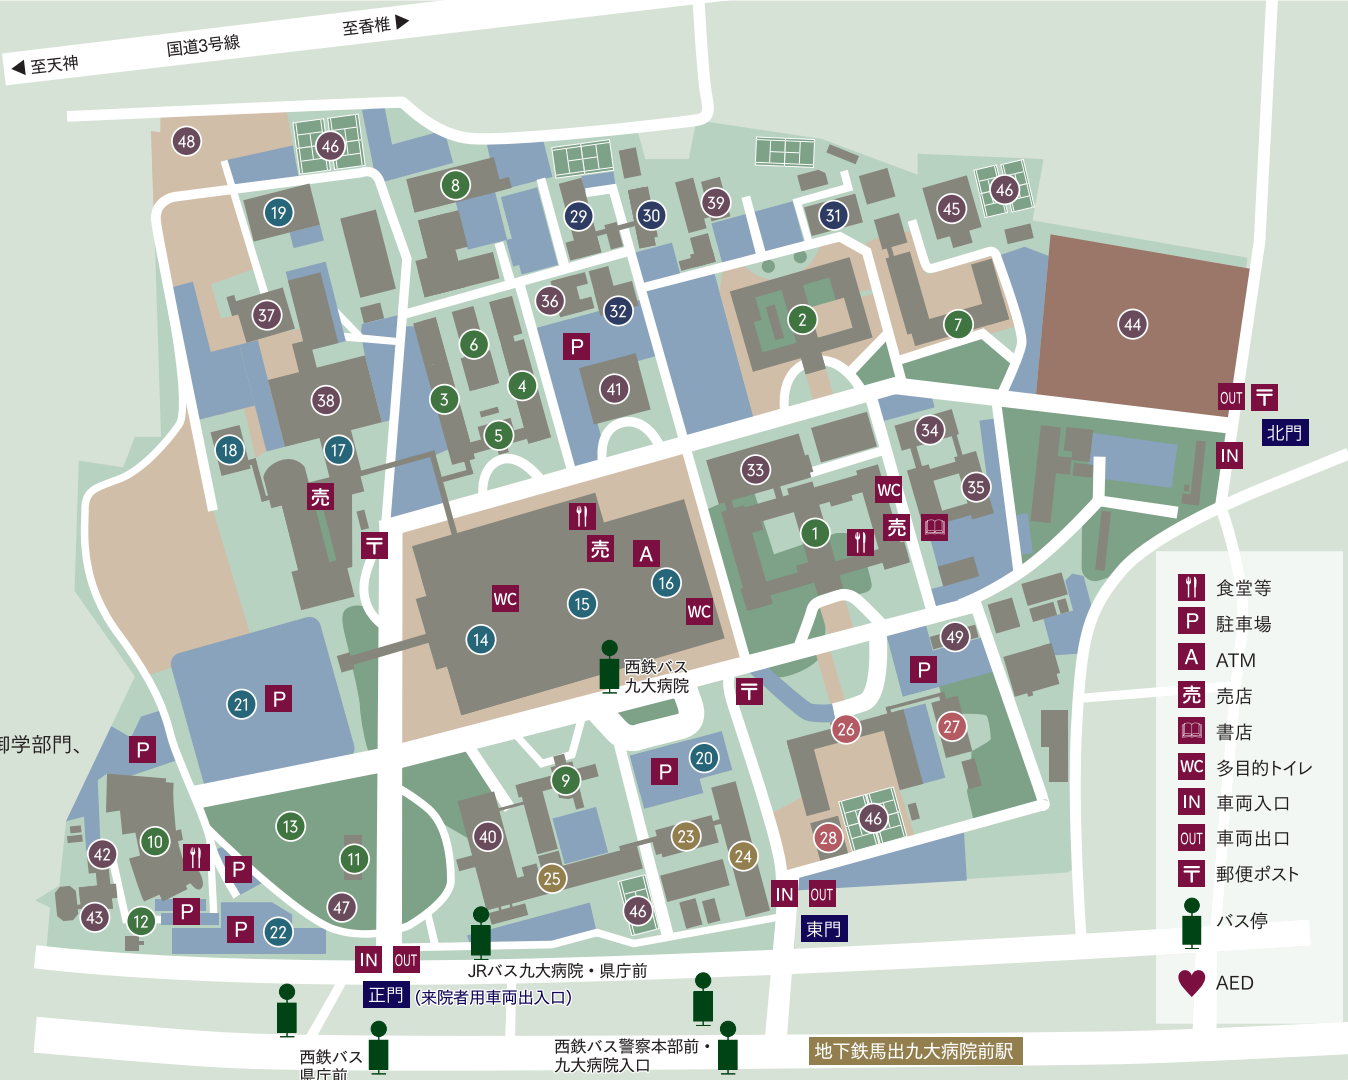 至香椎 ▶
国道3号線
◀ 至天神
48
46
8
19
29
30
39
31
45
46
37
36
32
2
7
44
6
P
3
4
41
38
5
OUT
〒
北門
IN
18
17
33
34
35
売
WC
売
1
〒
売
A
16
WC
15
WC
14
西鉄バス
九大病院
49
P
〒
21
P
26
27
御学部門、
P
20
P
9
13
40
23
46
28
24
10
42
P
11
25
47
43
12
P
P
22
46
IN
OUT
東門
IN
OUT
JRバス九大病院・県庁前
正門
(来院者用車両出入口)
西鉄バス
県庁前
西鉄バス警察本部前・
九大病院入口
地下鉄馬出九大病院前駅
食堂等
P 駐車場
A ATM
売 売店
書店
WC 多目的トイレ
IN 車両入口
OUT 車両出口
〒 郵便ポスト
バス停
AED